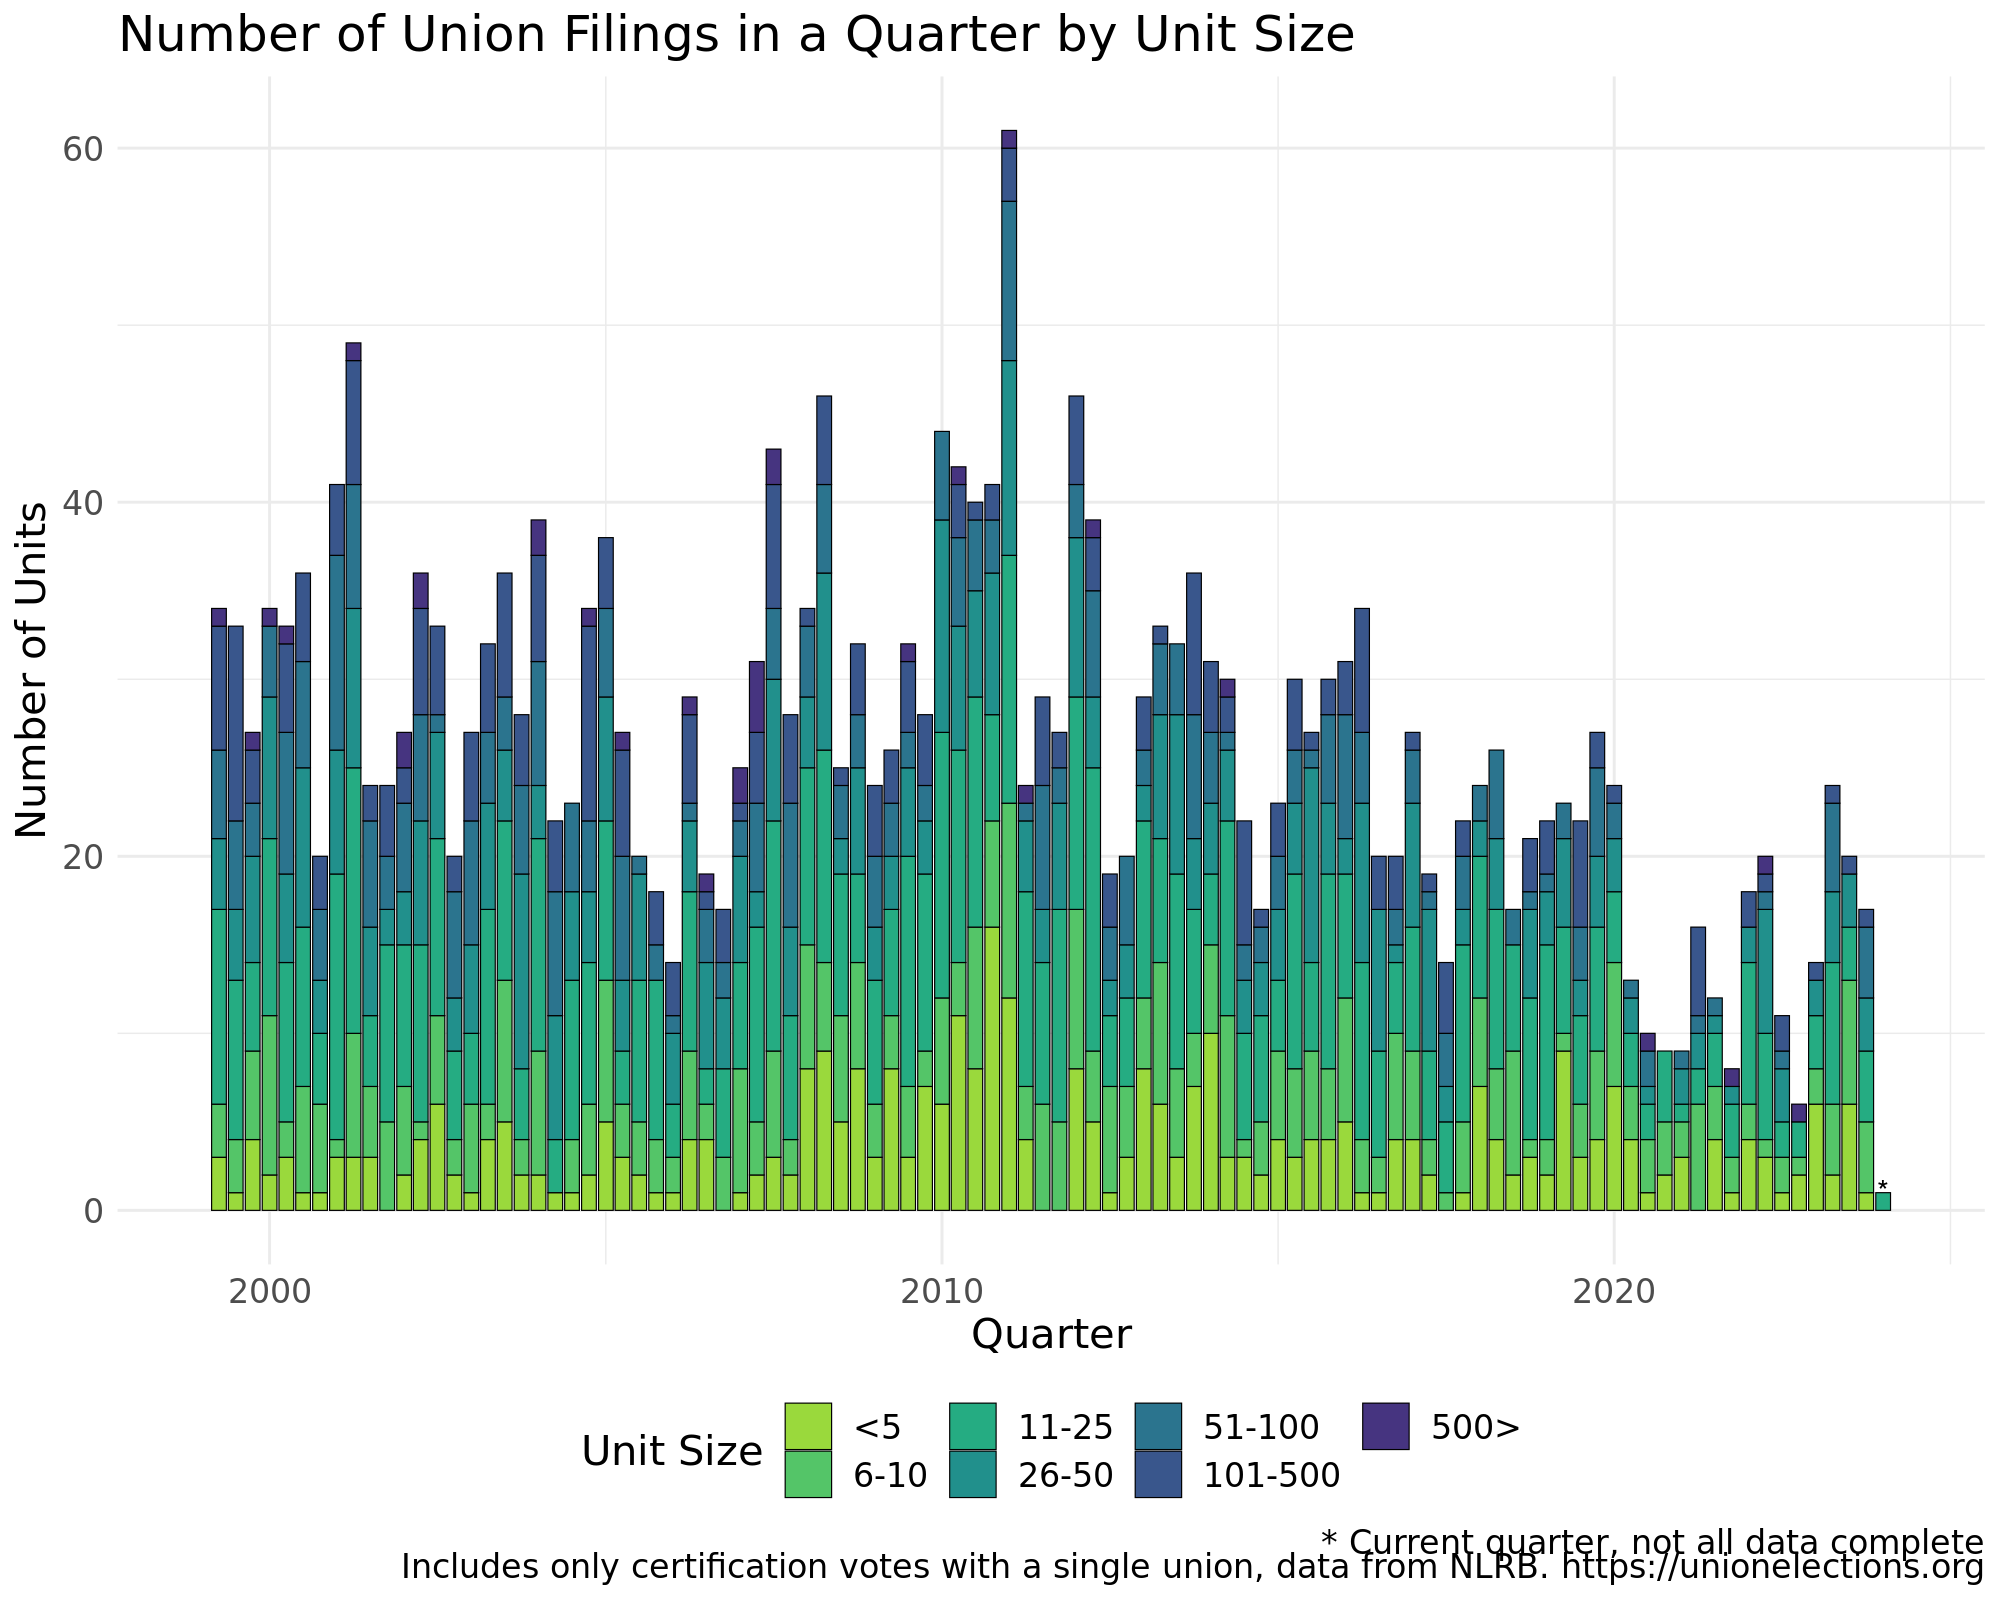 Number of Union Filings in a Quarter by Unit Size
Number of Units
60
40
20
0
*
2000 2010 2020
Quarter
Unit Size
<5 11-25 51-100 500>
6-10 26-50 101-500
* Current quarter, not all data complete
Includes only certification votes with a single union, data from NLRB. https://unionelections.org